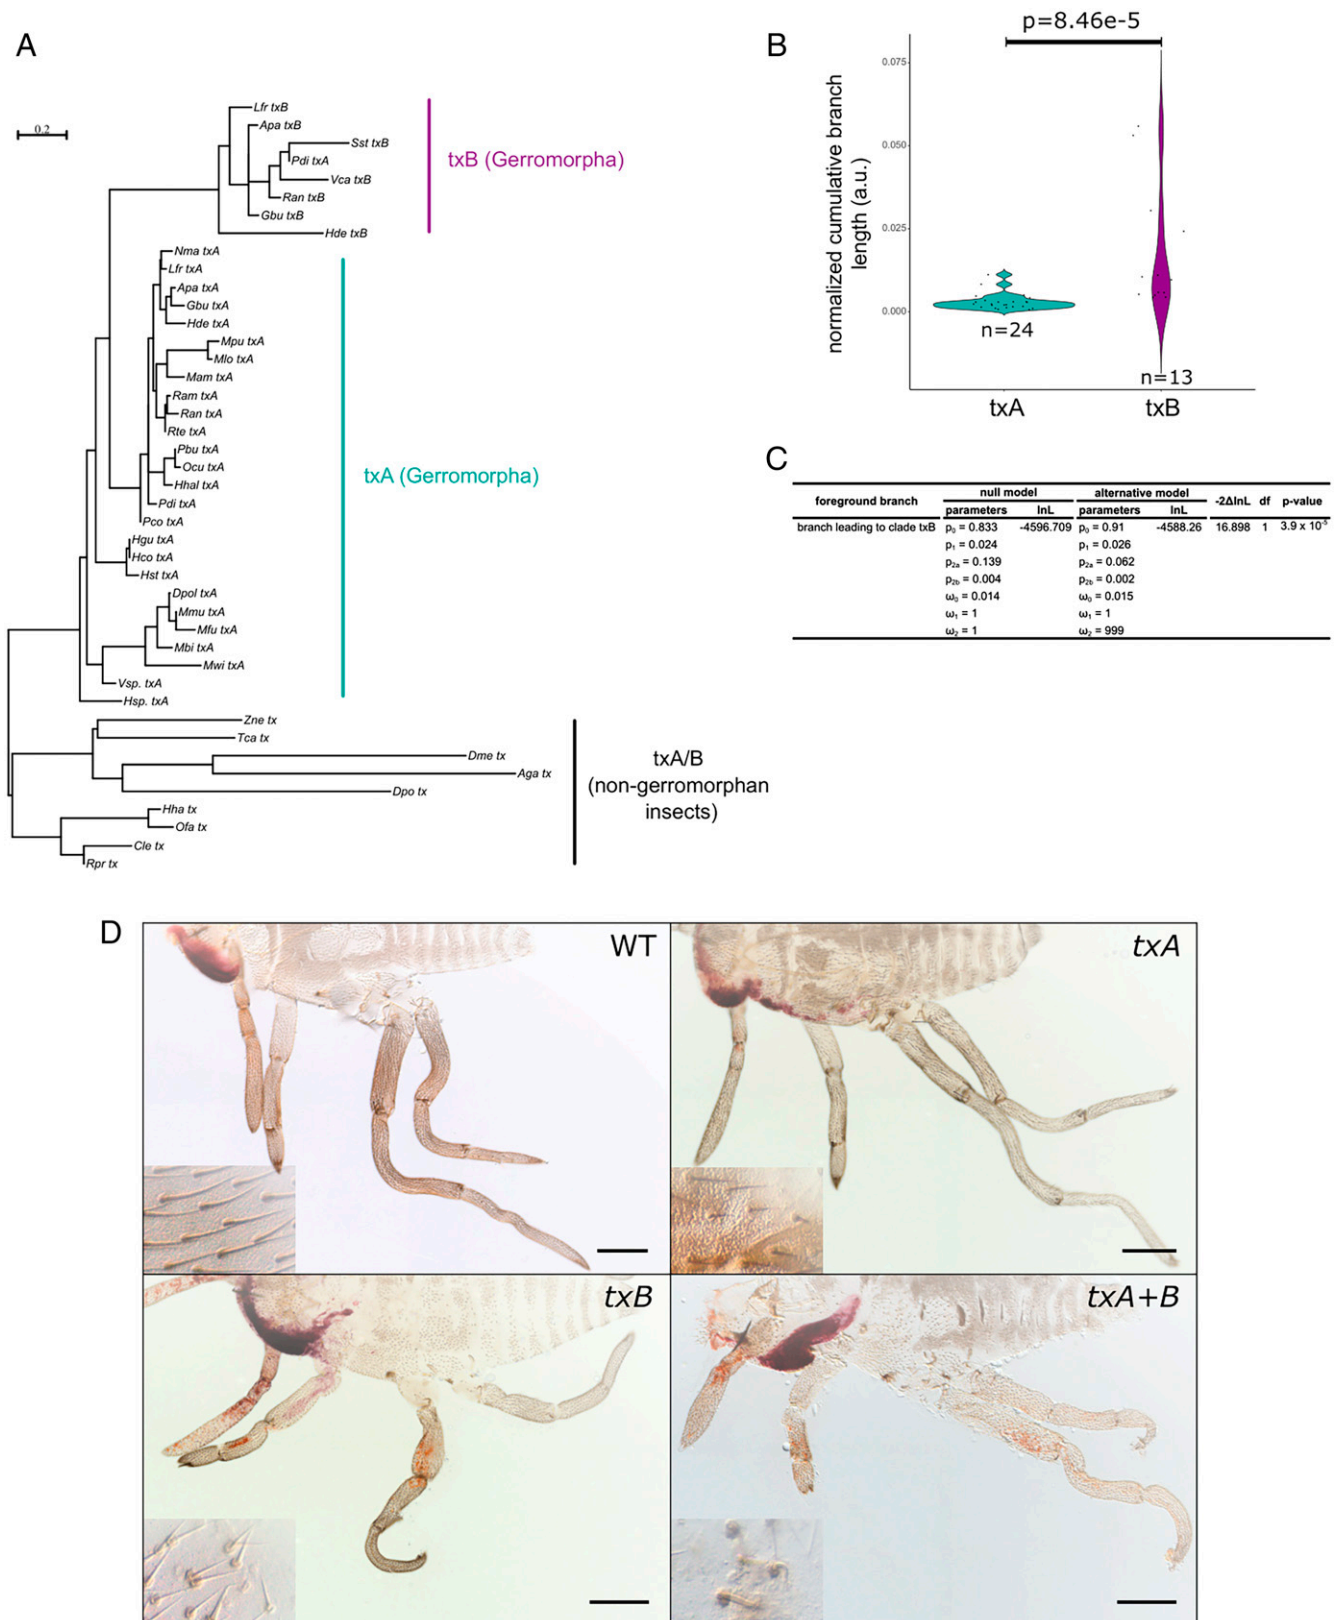 A
0.2
Lfr txB
Apa txB
Sst txB
Pdi txA
Vca txB
Ran txB
Gbu txB
Hde txB
txB (Gerromorpha)
Nma txA
Lfr txA
Apa txA
Gbu txA
Hde txA
Mpu txA
Mlo txA
Mam txA
Ram txA
Ran txA
Rte txA
Pbu txA
Ocu txA
Hhal txA
Pdi txA
Pco txA
Hgu txA
Hco txA
Hst txA
Dpol txA
Mmu txA
Mfu txA
Mbi txA
Mwi txA
Vsp. txA
Hsp. txA
txA (Gerromorpha)
Zne tx
Tca tx
Dme tx
Aga tx
Dpo tx
Hha tx
Ofa tx
Cle tx
Rpr tx
txA/B
(non-gerromorphan
insects)
B
p=8.46e-5
normalized cumulative branch
length (a.u.)
0.075
0.050
0.025
0.000
n=24
n=13
txA
txB
C
foreground branch null model alternative model -2ΔlnL df p-value
parameters lnL parameters lnL
branch leading to clade txB p₀ = 0.833 -4596.709 p₀ = 0.91 -4588.26 16.898 1 3.9 x 10⁻⁵
p₁ = 0.024 p₁ = 0.026
p₂ₐ = 0.139 p₂ₐ = 0.062
p2b = 0.004 p2b = 0.002
ω₀ = 0.014 ω₀ = 0.015
ω₁ = 1 ω₁ = 1
ω₂ = 1 ω₂ = 999
D
WT
txA
txB
txA+B